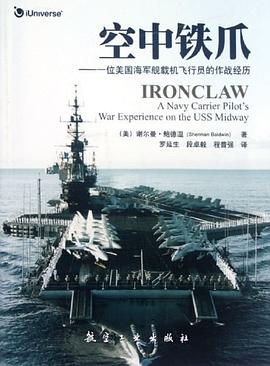 iUniverse®
空中铁爪
——一位美国海军舰载机飞行员的作战经历
IRONCLAW
A Navy Carrier Pilot's
War Experience on the USS Midway
(美) 谢尔曼·鲍德温 (Sherman Baldwin) 著
罗延生 段卓毅 程普强 译
航空工业出版社